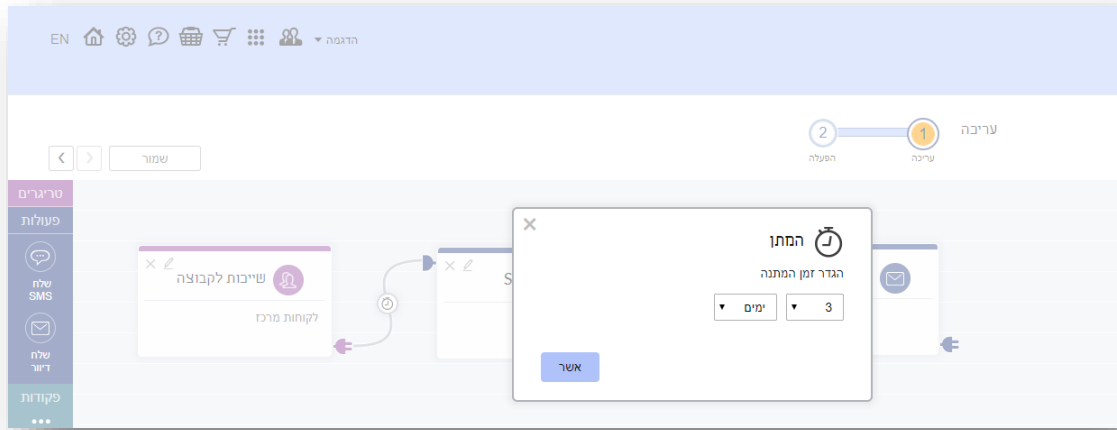 EN
הדגמה
עריכה
1
2
עריכה
הפעלה
שמור
טריגרים
פעולות
שלח
SMS
שלח
דיוור
פקודות
שייכות לקבוצה
לקוחות מרכז
S
המתן
הגדר זמן המתנה
3
ימים
אשר